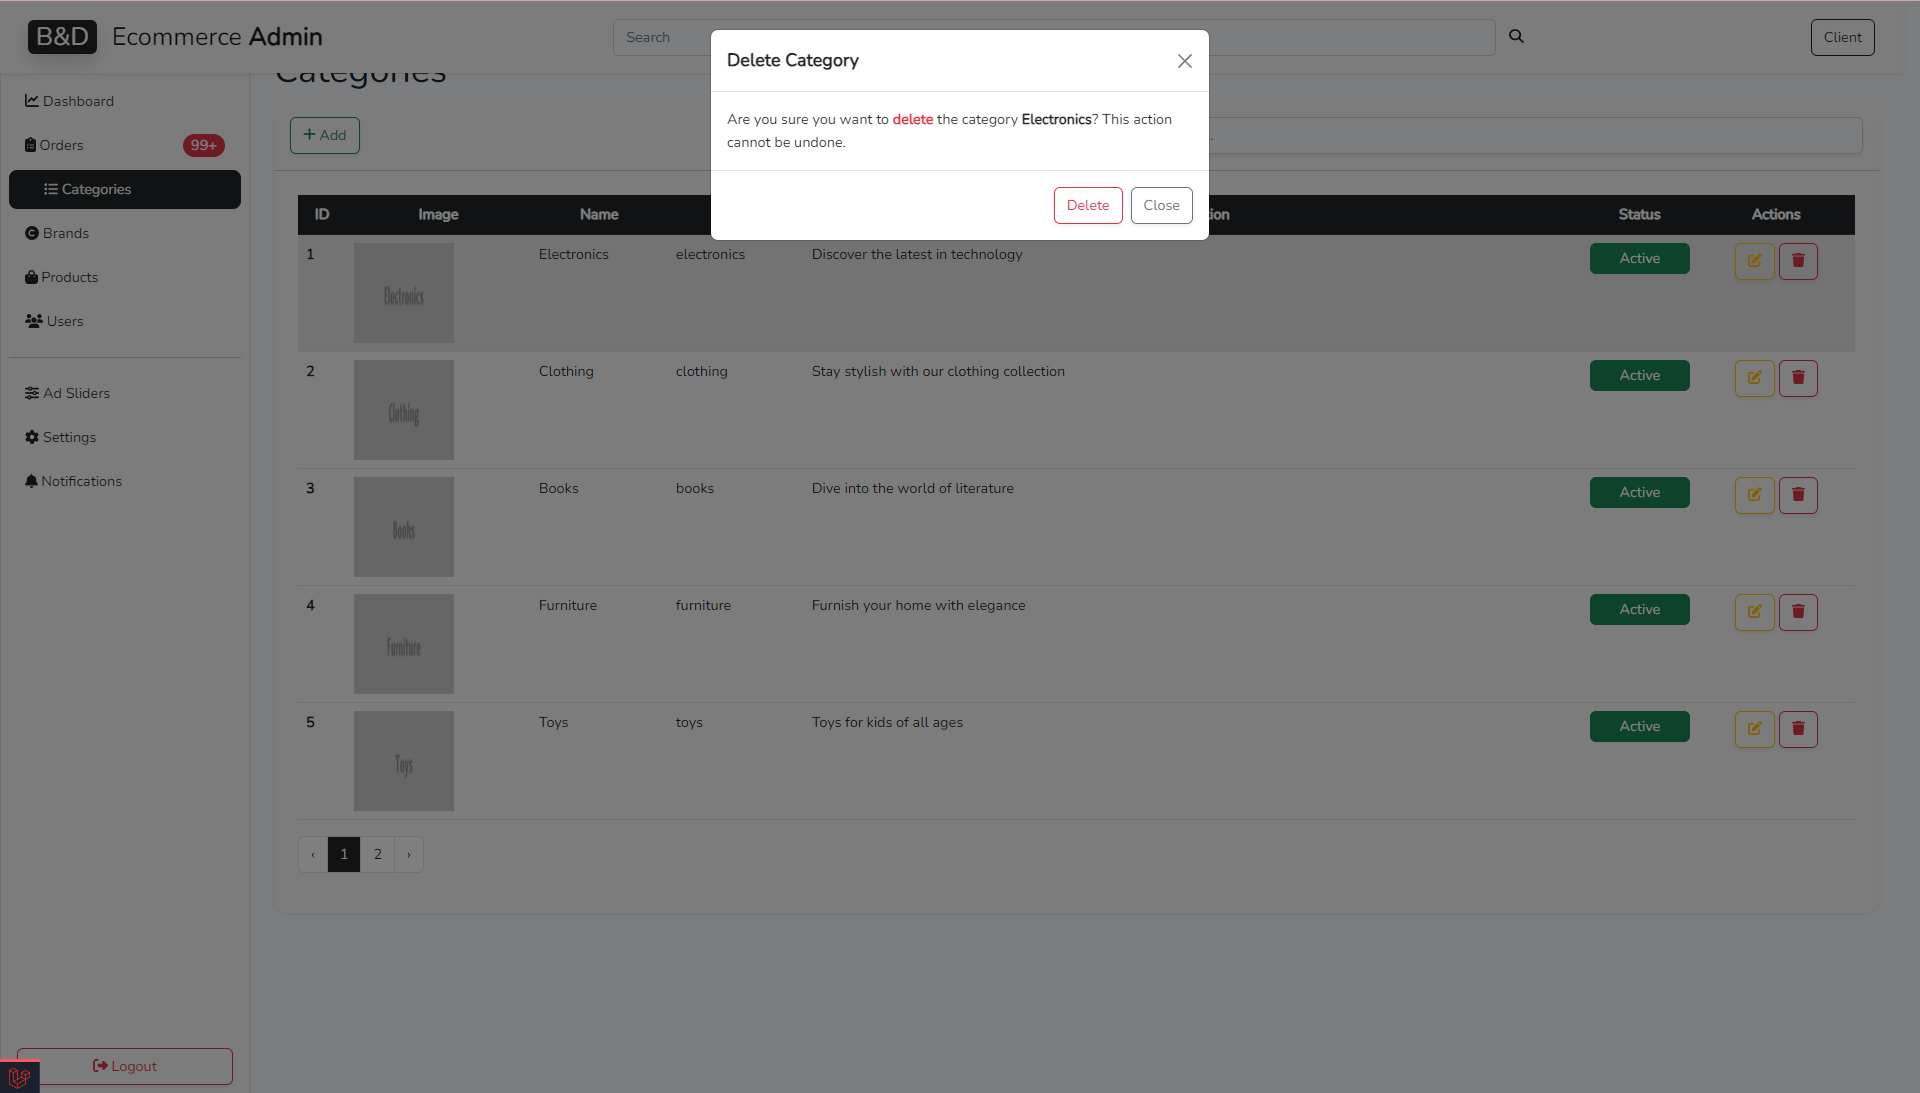 B&D Ecommerce Admin
Search
Client
Delete Category
Are you sure you want to delete the category Electronics? This action
cannot be undone.
Delete
Close
Dashboard
Orders 99+
Categories
Brands
Products
Users
Ad Sliders
Settings
Notifications
Logout
Categories
+ Add
ID Image Name Status Actions
1 Electronics Electronics electronics Discover the latest in technology Active
2 Clothing Clothing clothing Stay stylish with our clothing collection Active
3 Books Books books Dive into the world of literature Active
4 Furniture Furniture furniture Furnish your home with elegance Active
5 Toys Toys toys Toys for kids of all ages Active
‹ 1 2 ›